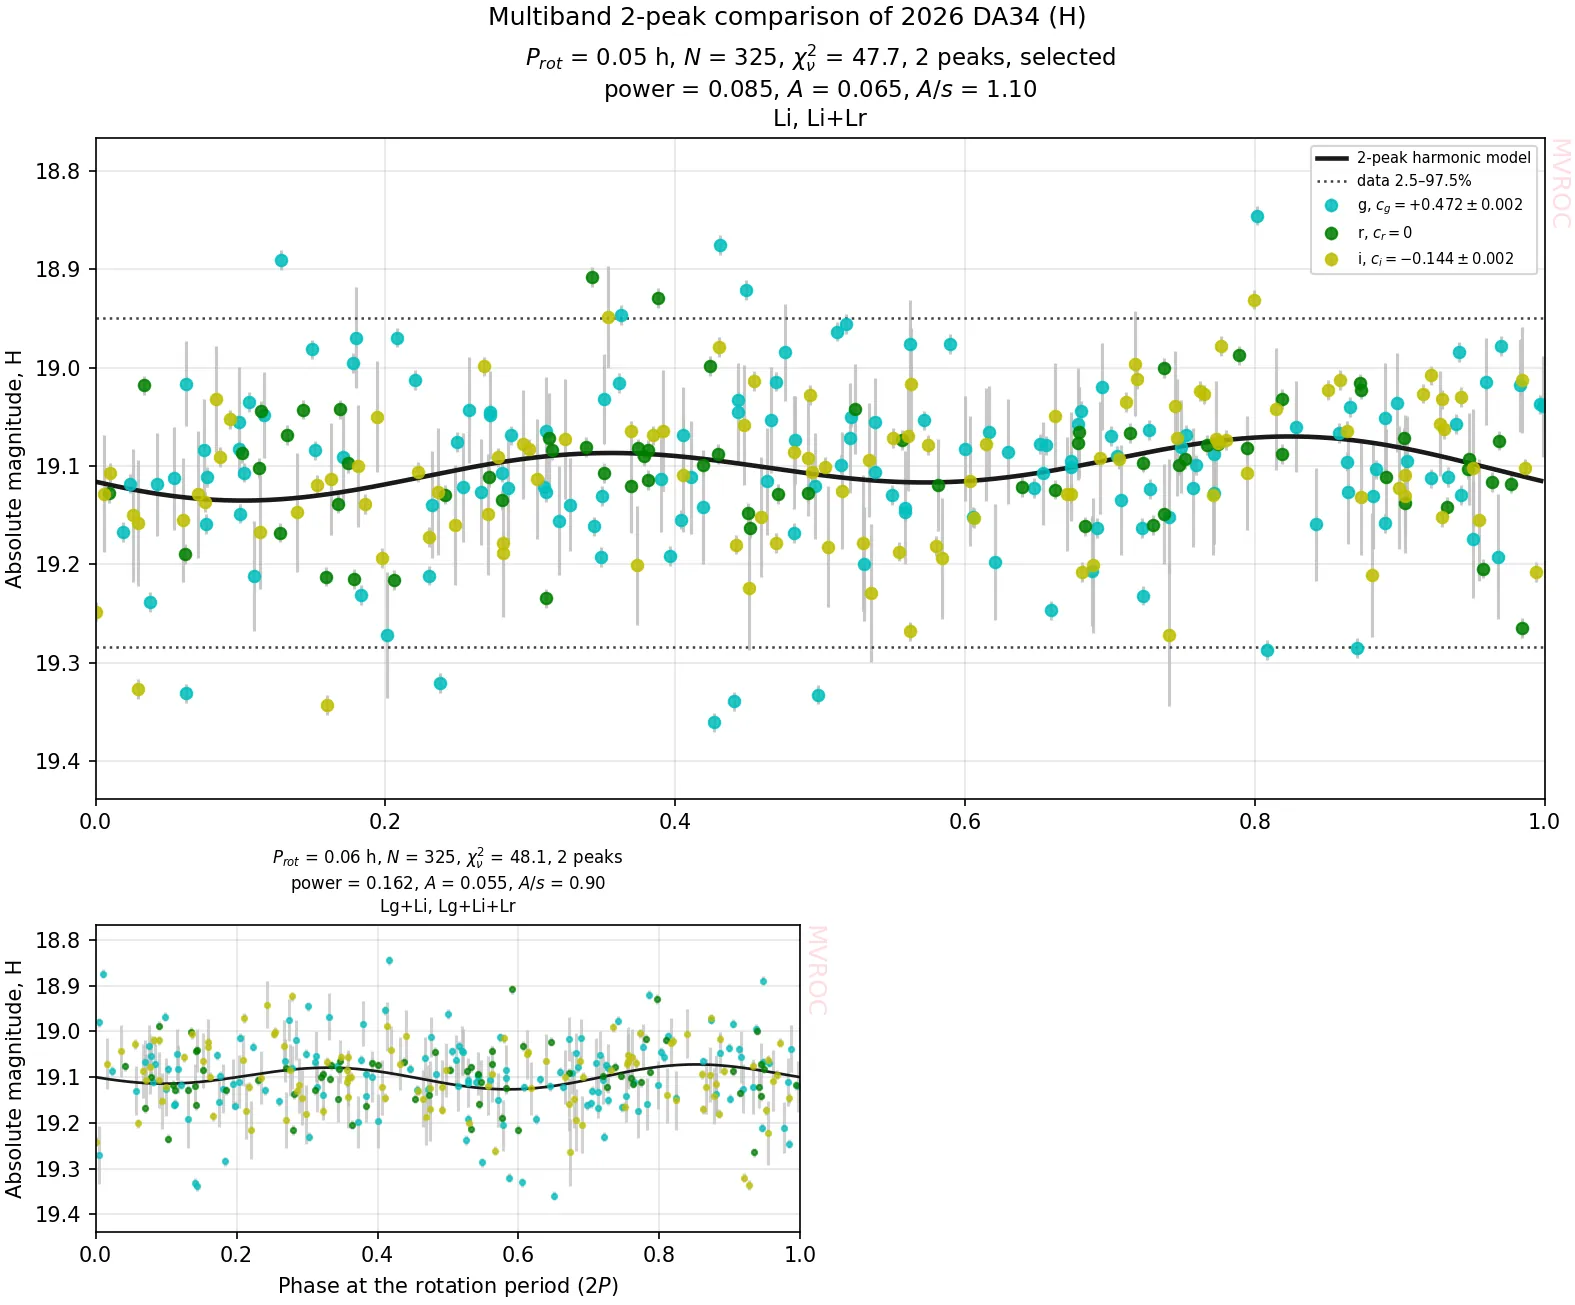 Multiband 2-peak comparison of 2026 DA34 (H)
P_rot = 0.05 h, N = 325, χ²_ν = 47.7, 2 peaks, selected
power = 0.085, A = 0.065, A/s = 1.10
Li, Li+Lr
Absolute magnitude, H
18.8
18.9
19.0
19.1
19.2
19.3
19.4
0.0 0.2 0.4 0.6 0.8 1.0
2-peak harmonic model
data 2.5–97.5%
g, c_g = +0.472 ± 0.002
r, c_r = 0
i, c_i = −0.144 ± 0.002
MVROC
P_rot = 0.06 h, N = 325, χ²_ν = 48.1, 2 peaks
power = 0.162, A = 0.055, A/s = 0.90
Lg+Li, Lg+Li+Lr
Absolute magnitude, H
18.8
18.9
19.0
19.1
19.2
19.3
19.4
0.0 0.2 0.4 0.6 0.8 1.0
Phase at the rotation period (2P)
MVROC